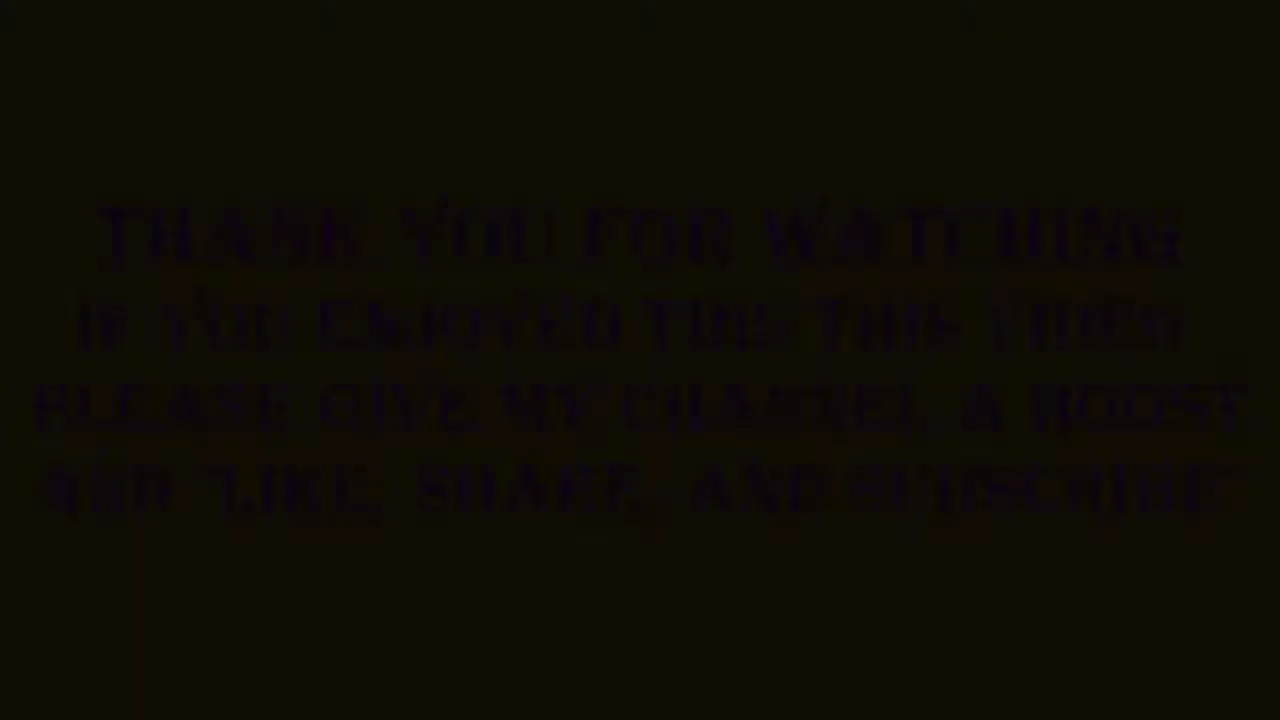 THANK YOU FOR WATCHING
IF YOU ENJOYED THIS THIS VIDEO
PLEASE GIVE MY CHANNEL A BOOST
AND "LIKE, SHARE, AND SUBSCRIBE"